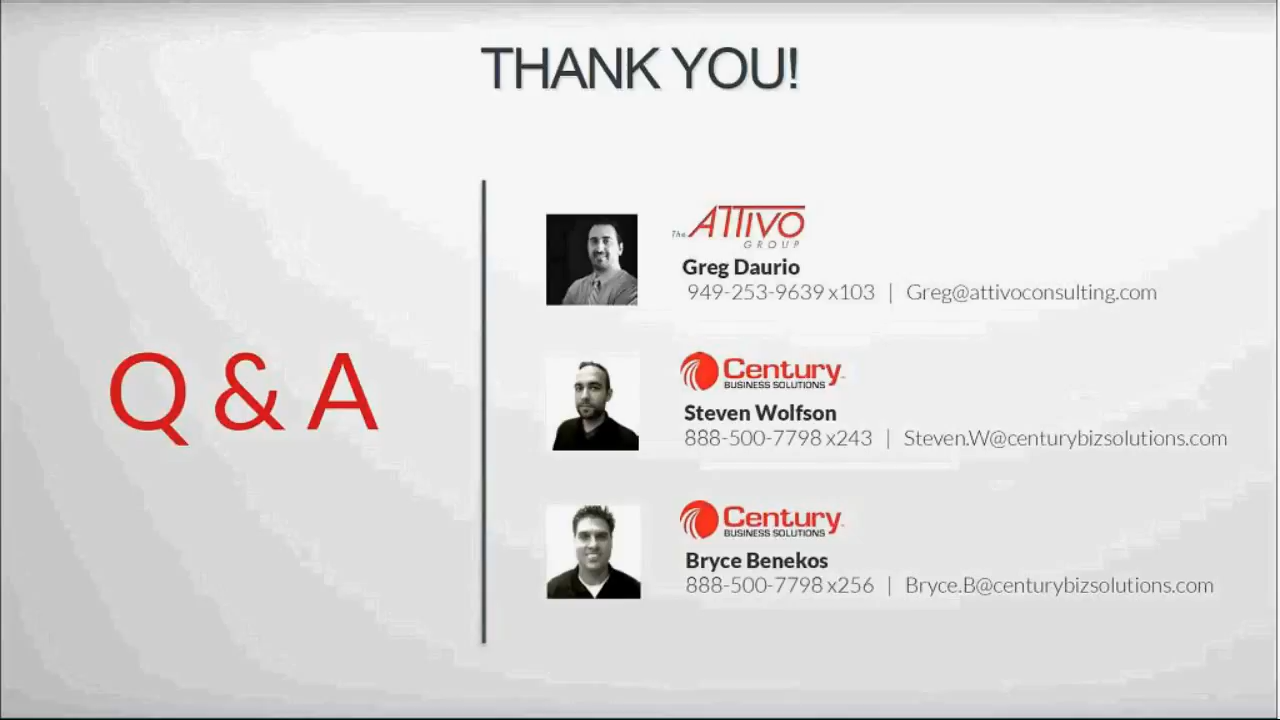 THANK YOU!
Q & A
The ATTIVO
GROUP
Greg Daurio
949-253-9639 x103 | Greg@attivoconsulting.com
Century
BUSINESS SOLUTIONS
Steven Wolfson
888-500-7798 x243 | Steven.W@centurybizsolutions.com
Century
BUSINESS SOLUTIONS
Bryce Benekos
888-500-7798 x256 | Bryce.B@centurybizsolutions.com